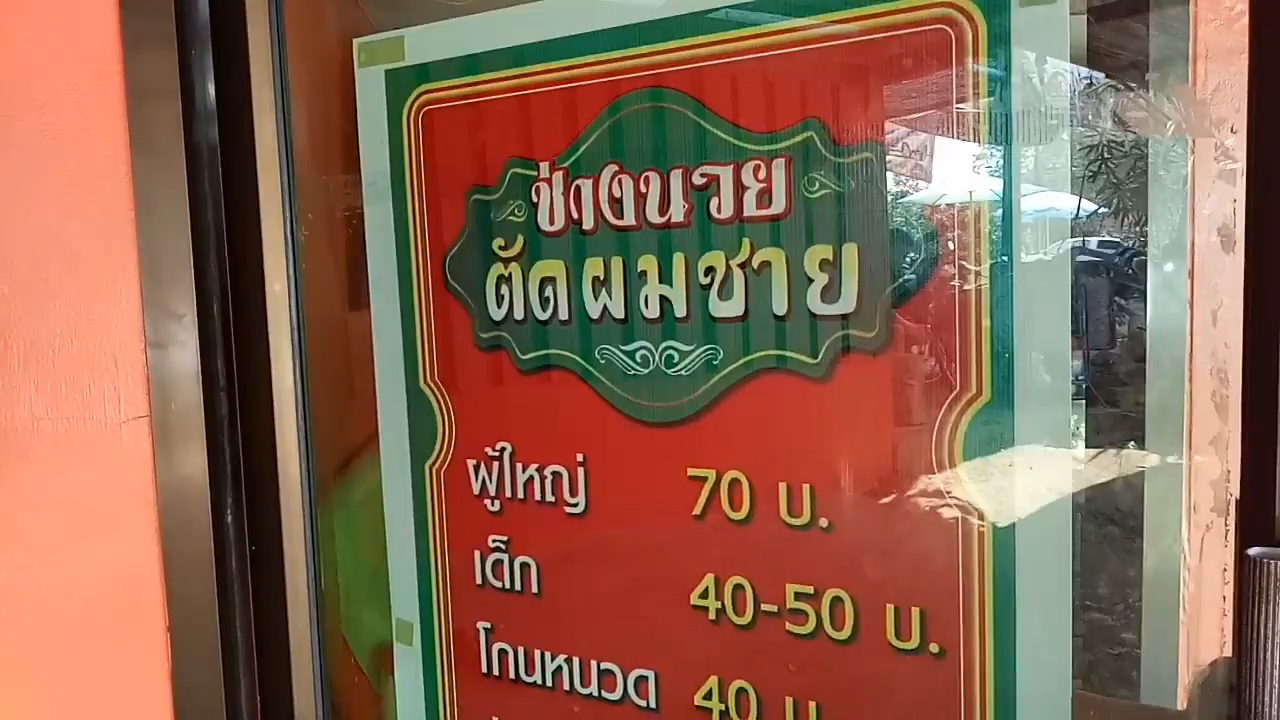 ช่างนวย
ตัดผมชาย
ผู้ใหญ่ 70 บ.
เด็ก 40-50 บ.
โกนหนวด 40 บ.